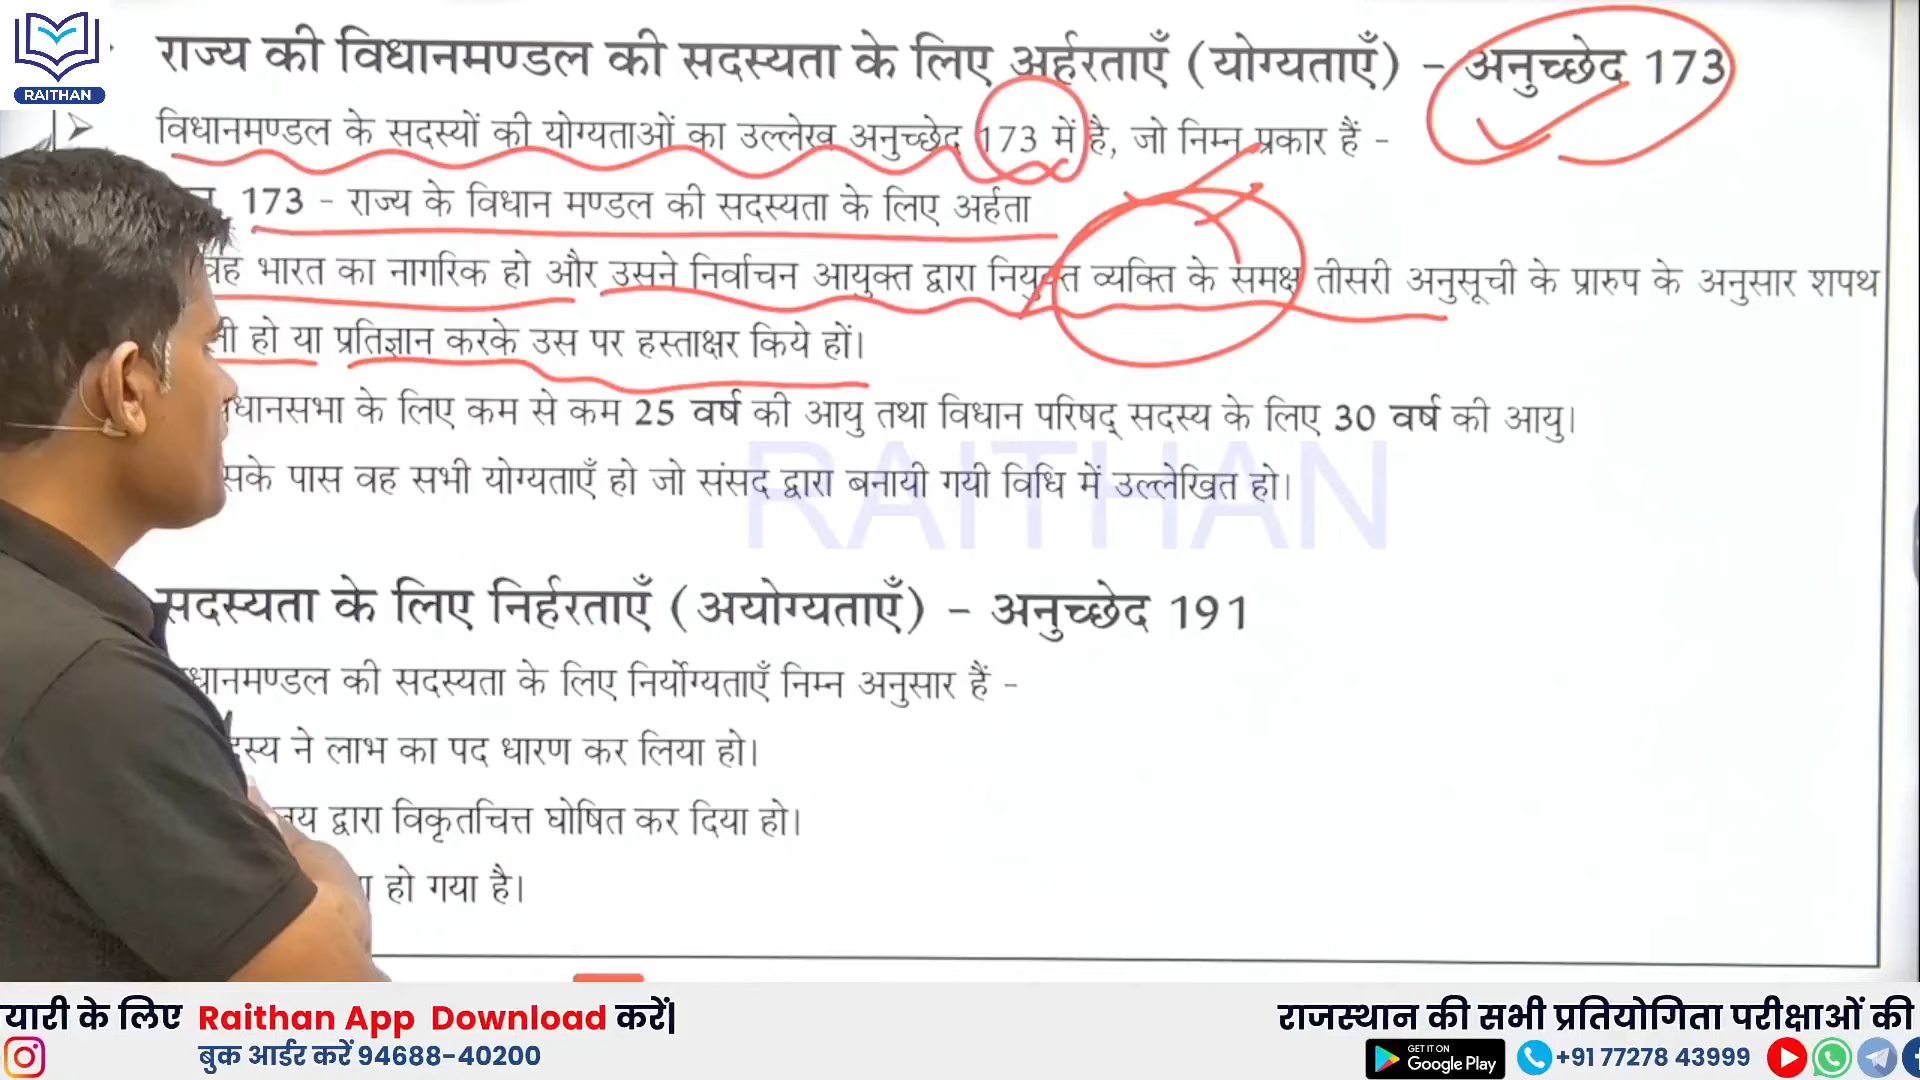 RAITHAN
राज्य की विधानमण्डल की सदस्यता के लिए अर्हरताएँ (योग्यताएँ) - अनुच्छेद 173
विधानमण्डल के सदस्यों की योग्यताओं का उल्लेख अनुच्छेद 173 में है, जो निम्न प्रकार हैं -
173 - राज्य के विधान मण्डल की सदस्यता के लिए अर्हता
वह भारत का नागरिक हो और उसने निर्वाचन आयुक्त द्वारा नियुक्त व्यक्ति के समक्ष तीसरी अनुसूची के प्रारुप के अनुसार शपथ
हो या प्रतिज्ञान करके उस पर हस्ताक्षर किये हों।
के लिए कम से कम 25 वर्ष की आयु तथा विधान परिषद् सदस्य के लिए 30 वर्ष की आयु।
पास वह सभी योग्यताएँ हो जो संसद द्वारा बनायी गयी विधि में उल्लेखित हो।
RAITHAN
सदस्यता के लिए निर्हरताएँ (अयोग्यताएँ) - अनुच्छेद 191
की सदस्यता के लिए निर्योग्यताएँ निम्न अनुसार हैं -
ने लाभ का पद धारण कर लिया हो।
द्वारा विकृतचित्त घोषित कर दिया हो।
हो गया है।
के लिए Raithan App Download करें|
राजस्थान की सभी प्रतियोगिता परीक्षाओं की
बुक आर्डर करें 94688-40200
GET IT ON
Google Play
+91 77278 43999